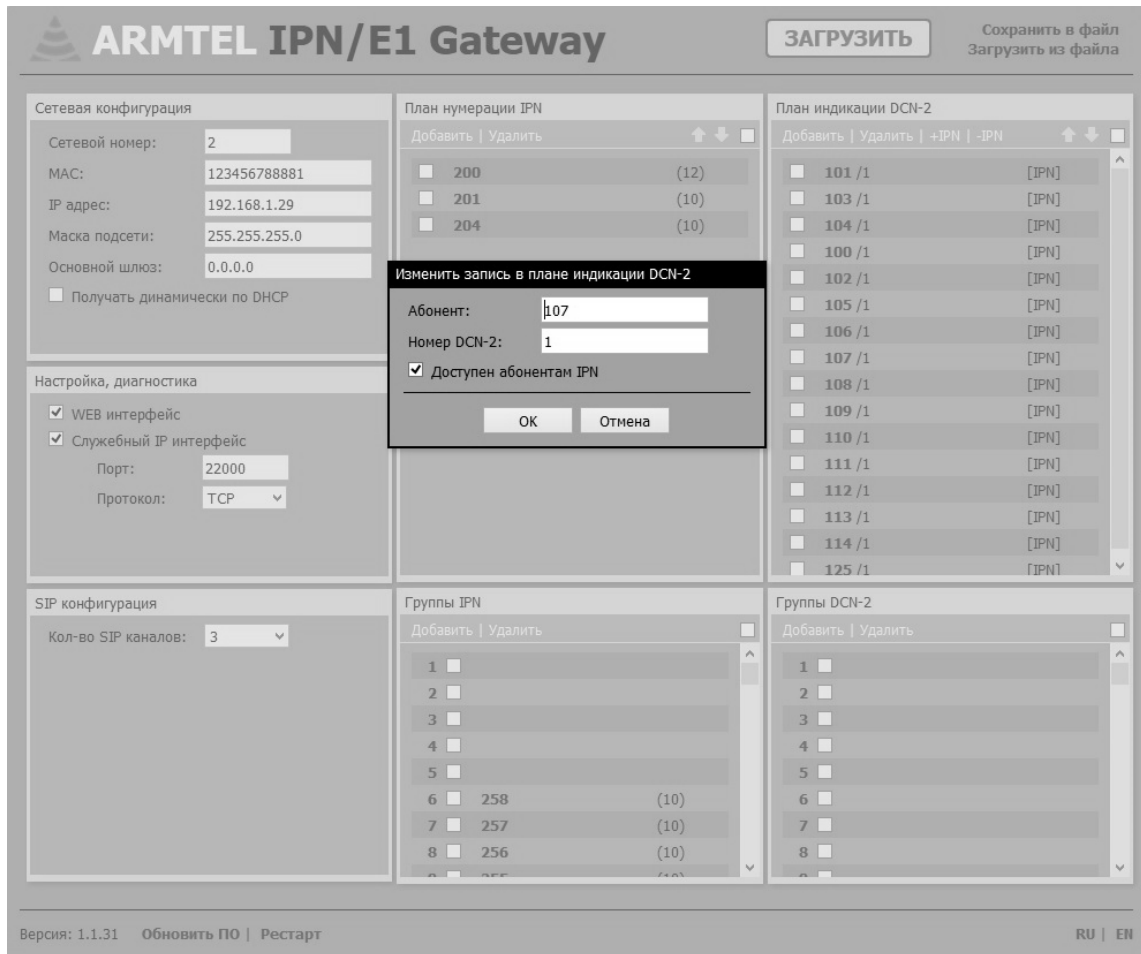 ARMTEL IPN/E1 Gateway
ЗАГРУЗИТЬ
Сохранить в файл
Загрузить из файла
Сетевая конфигурация
Сетевой номер: 2
MAC: 123456788881
IP адрес: 192.168.1.29
Маска подсети: 255.255.255.0
Основной шлюз: 0.0.0.0
Получать динамически по DHCP
План нумерации IPN
Добавить | Удалить
200 (12)
201 (10)
204 (10)
План индикации DCN-2
Добавить | Удалить | +IPN | -IPN
101 /1 [IPN]
103 /1 [IPN]
104 /1 [IPN]
100 /1 [IPN]
102 /1 [IPN]
105 /1 [IPN]
106 /1 [IPN]
107 /1 [IPN]
108 /1 [IPN]
109 /1 [IPN]
110 /1 [IPN]
111 /1 [IPN]
112 /1 [IPN]
113 /1 [IPN]
114 /1 [IPN]
125 /1 [IPN]
Изменить запись в плане индикации DCN-2
Абонент: 107
Номер DCN-2: 1
Доступен абонентам IPN
ОК Отмена
Настройка, диагностика
WEB интерфейс
Служебный IP интерфейс
Порт: 22000
Протокол: TCP
SIP конфигурация
Кол-во SIP каналов: 3
Группы IPN
Добавить | Удалить
1
2
3
4
5
6 258 (10)
7 257 (10)
8 256 (10)
Группы DCN-2
Добавить | Удалить
1
2
3
4
5
6
7
8
Версия: 1.1.31 Обновить ПО | Рестарт
RU | EN